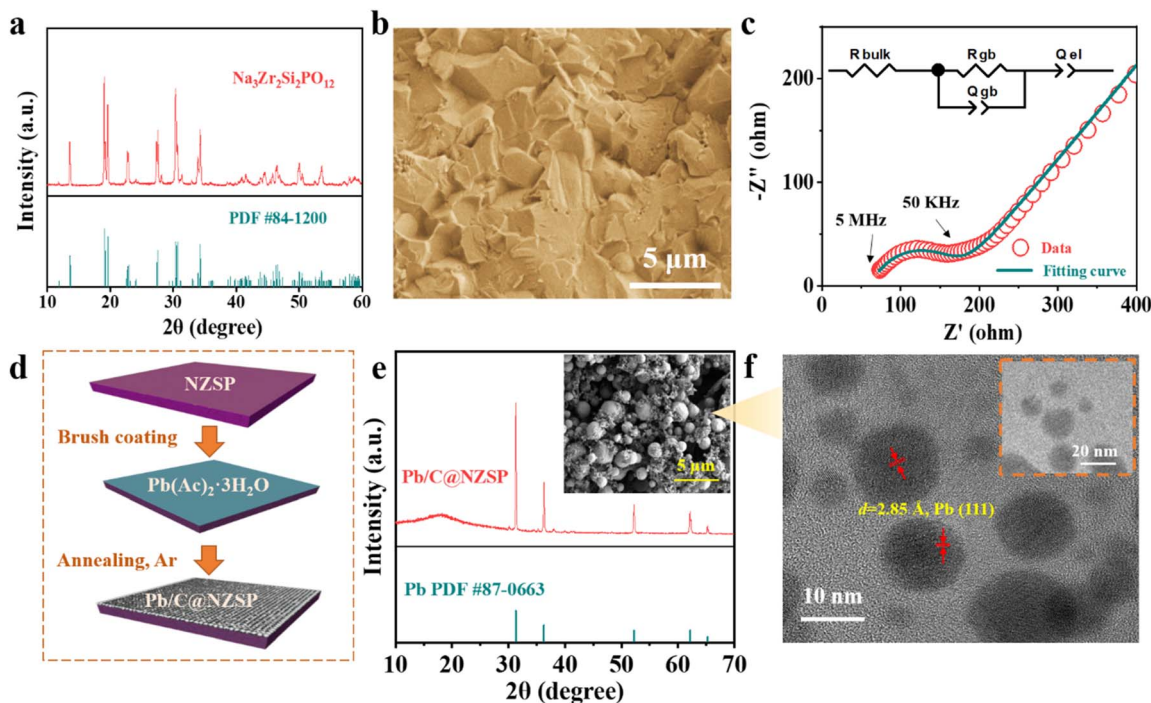 a
Na₃Zr₂Si₂PO₁₂
PDF #84-1200
Intensity (a.u.)
10 20 30 40 50 60
2θ (degree)
b
5 μm
c
R bulk
R gb
Q el
Q gb
200
100
0
-Z" (ohm)
5 MHz
50 KHz
Data
Fitting curve
0 100 200 300 400
Z' (ohm)
d
NZSP
Brush coating
Pb(Ac)₂·3H₂O
Annealing, Ar
Pb/C@NZSP
e
5 μm
Pb/C@NZSP
Pb PDF #87-0663
Intensity (a.u.)
10 20 30 40 50 60 70
2θ (degree)
f
20 nm
d=2.85 Å, Pb (111)
10 nm